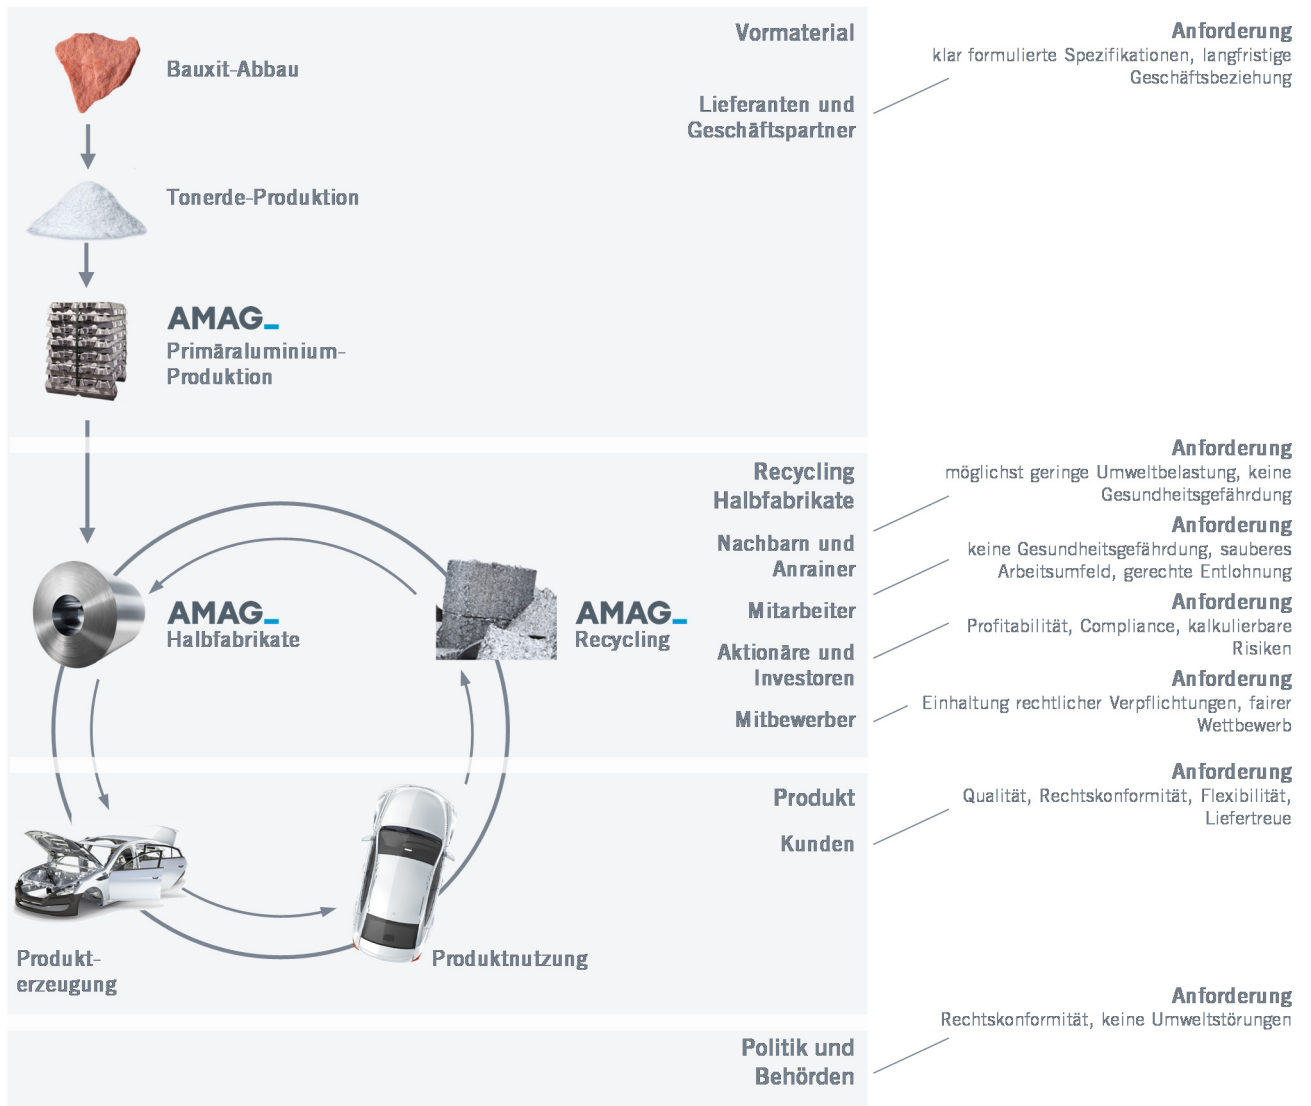 Vormaterial
Anforderung
klar formulierte Spezifikationen, langfristige
Geschäftsbeziehung
Bauxit-Abbau
Lieferanten und
Geschäftspartner
Tonerde-Produktion
AMAG_
Primäraluminium-
Produktion
Recycling
Halbfabrikate
Anforderung
möglichst geringe Umweltbelastung, keine
Gesundheitsgefährdung
Nachbarn und
Anrainer
Anforderung
keine Gesundheitsgefährdung, sauberes
Arbeitsumfeld, gerechte Entlohnung
Mitarbeiter
AMAG_
Halbfabrikate
AMAG_
Recycling
Anforderung
Profitabilität, Compliance, kalkulierbare
Risiken
Aktionäre und
Investoren
Anforderung
Einhaltung rechtlicher Verpflichtungen, fairer
Wettbewerb
Mitbewerber
Produkt
Anforderung
Qualität, Rechtskonformität, Flexibilität,
Liefertreue
Kunden
Produkt-
erzeugung
Produktnutzung
Anforderung
Rechtskonformität, keine Umweltstörungen
Politik und
Behörden